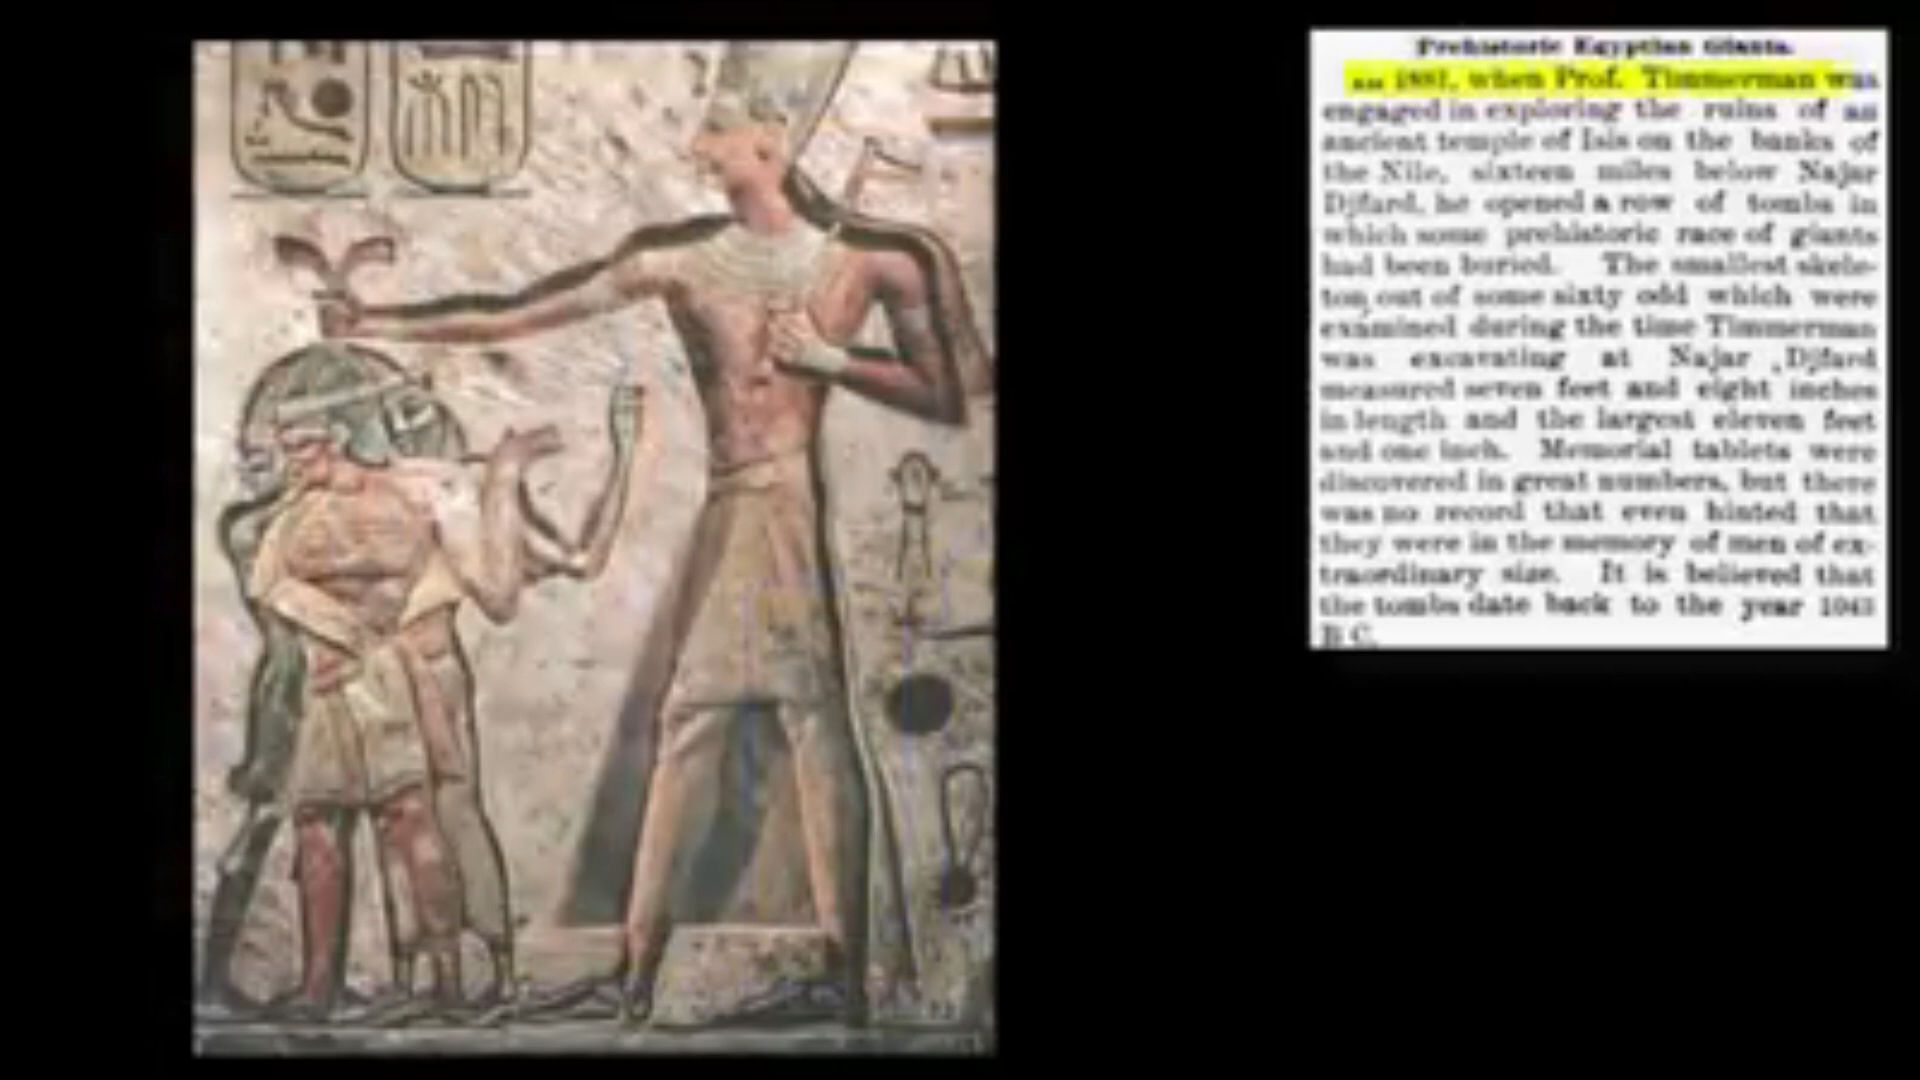 Prehistoric Egyptian Giants.
1881, when Prof. Timmerman was
engaged in exploring the ruins of an
ancient temple of Isis on the banks of
the Nile, sixteen miles below Najar
Djfard, he opened a row of tombs in
which some prehistoric race of giants
had been buried. The smallest skele-
ton out of some sixty odd which were
examined during the time Timmerman
was excavating at Najar Djfard
measured seven feet and eight inches
in length and the largest eleven feet
and one inch. Memorial tablets were
discovered in great numbers, but there
was no record that even hinted that
they were in the memory of men of ex-
traordinary size. It is believed that
the tombs date back to the year 1043
B C.